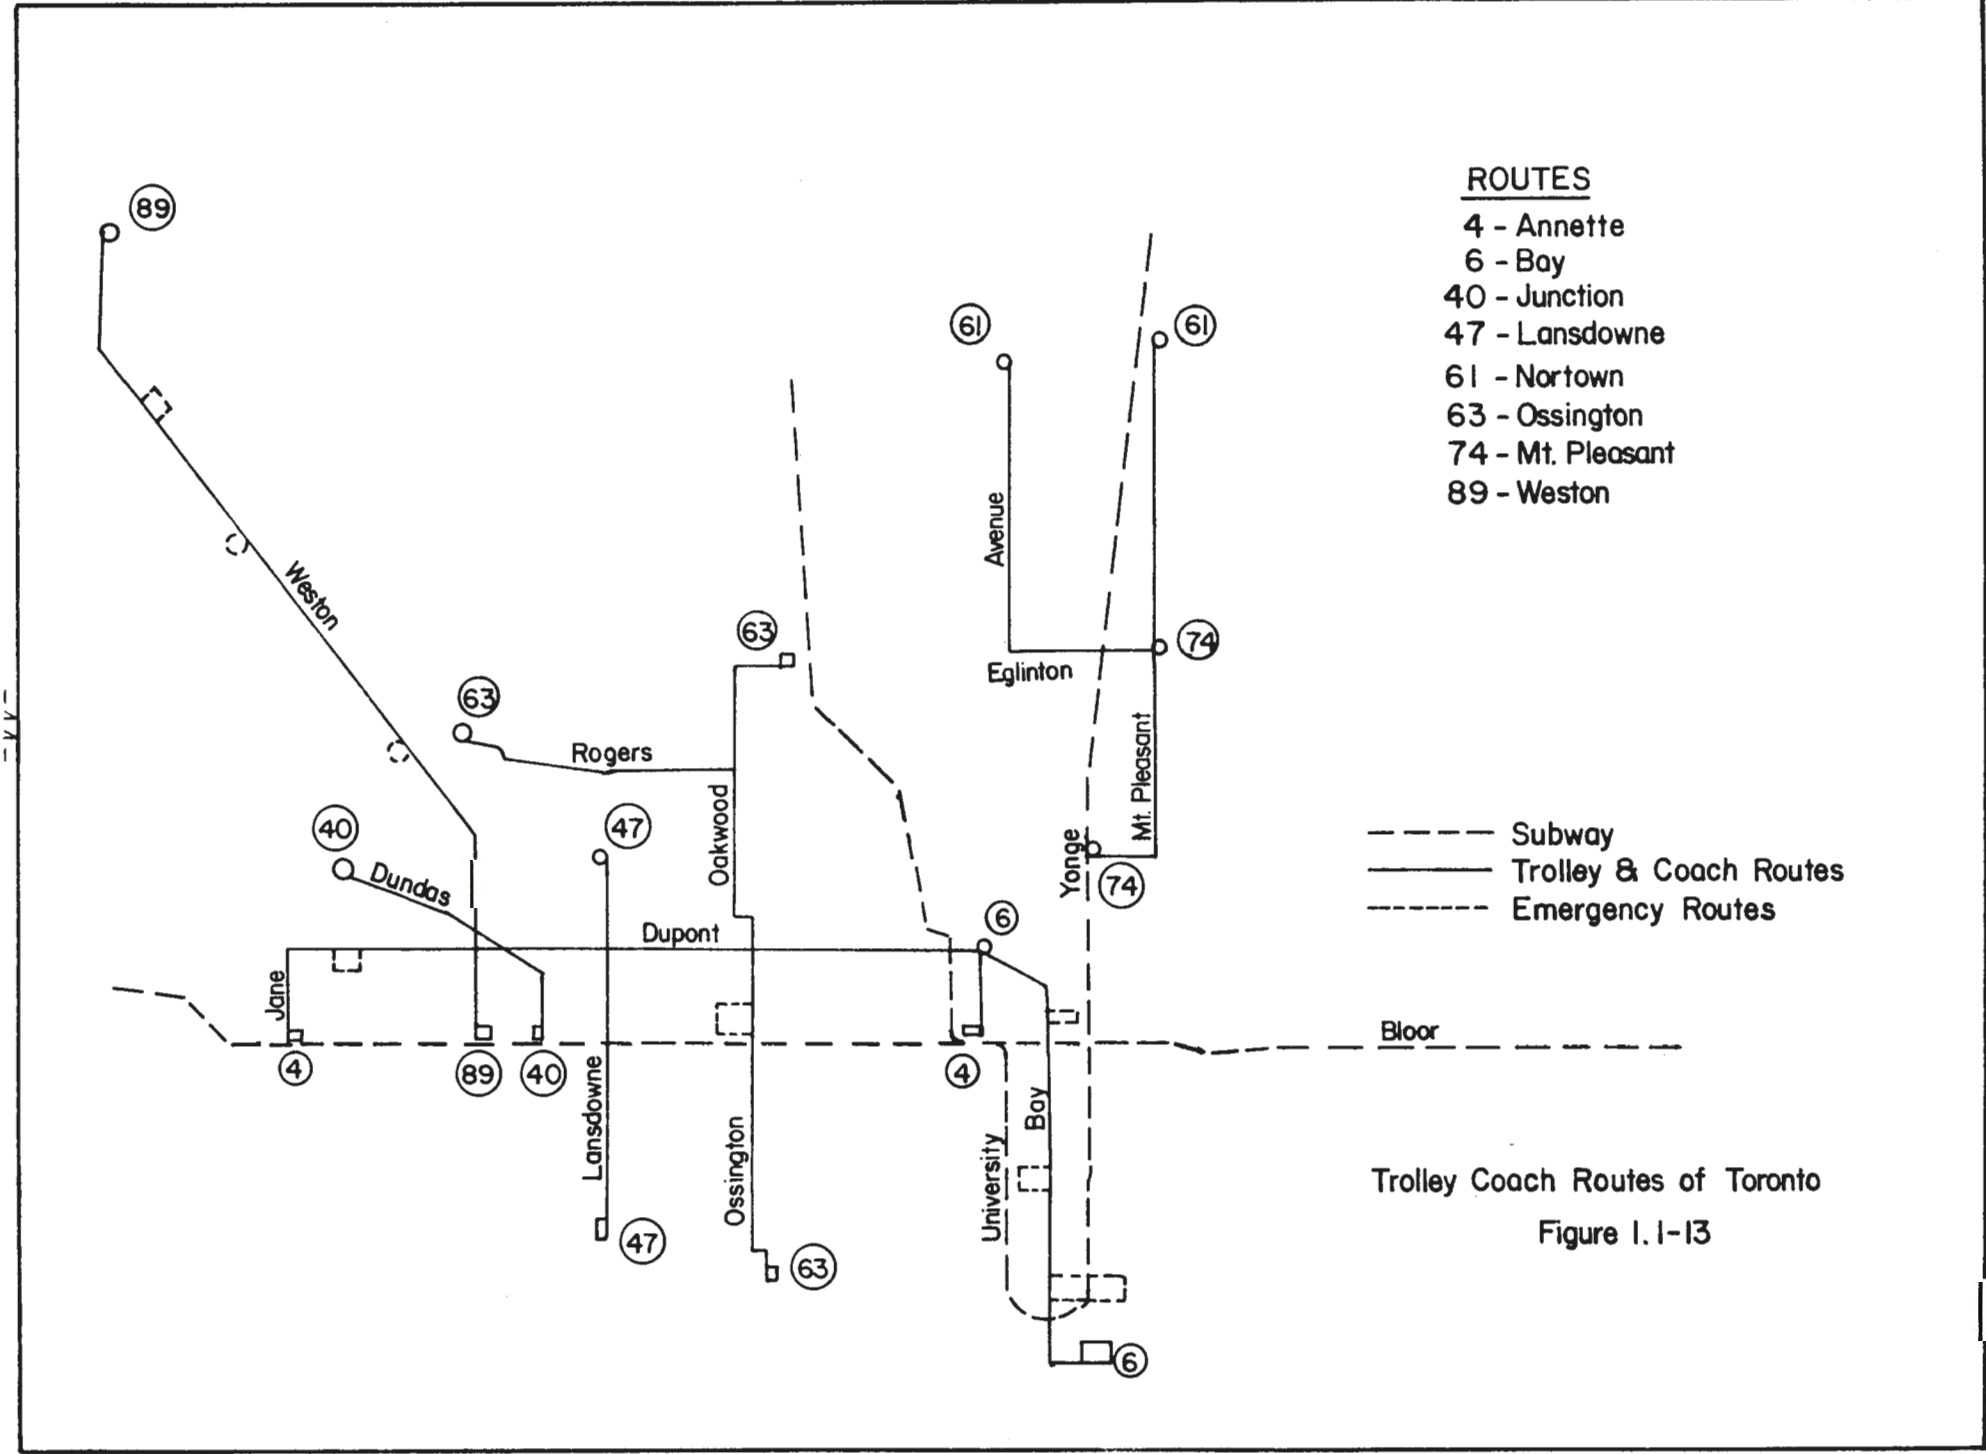 ROUTES
4 - Annette
6 - Bay
40 - Junction
47 - Lansdowne
61 - Nortown
63 - Ossington
74 - Mt. Pleasant
89 - Weston
89
61
61
Avenue
Weston
63
74
Eglinton
63
Rogers
Mt. Pleasant
40
47
Oakwood
Yonge
Subway
Dundas
Trolley & Coach Routes
74
Emergency Routes
6
Dupont
Jane
Bloor
4
89
40
4
Lansdowne
Bay
Ossington
University
Trolley Coach Routes of Toronto
Figure 1.1-13
47
63
6